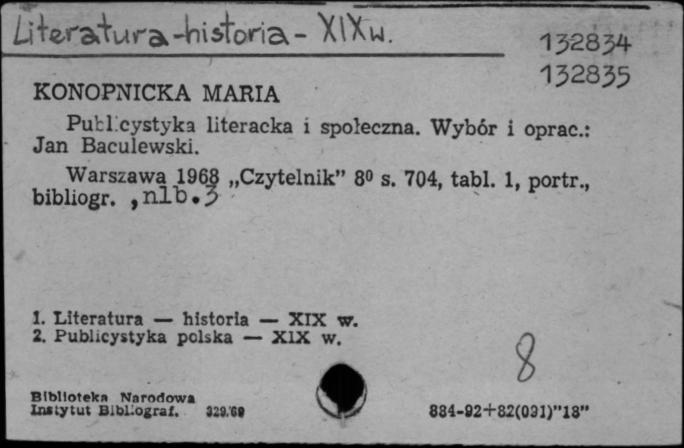 Literatura-historia - XIXw.
132834
132835
KONOPNICKA MARIA
Publicystyka literacka i społeczna. Wybór i oprac.:
Jan Baculewski.
Warszawa 1968 „Czytelnik” 8⁰ s. 704, tabl. 1, portr.,
bibliogr. , nlb. 3
1. Literatura — historia — XIX w.
2. Publicystyka polska — XIX w.
8
Biblioteka Narodowa
Instytut Bibliograf. 329.69
884-92+82(091)"18"